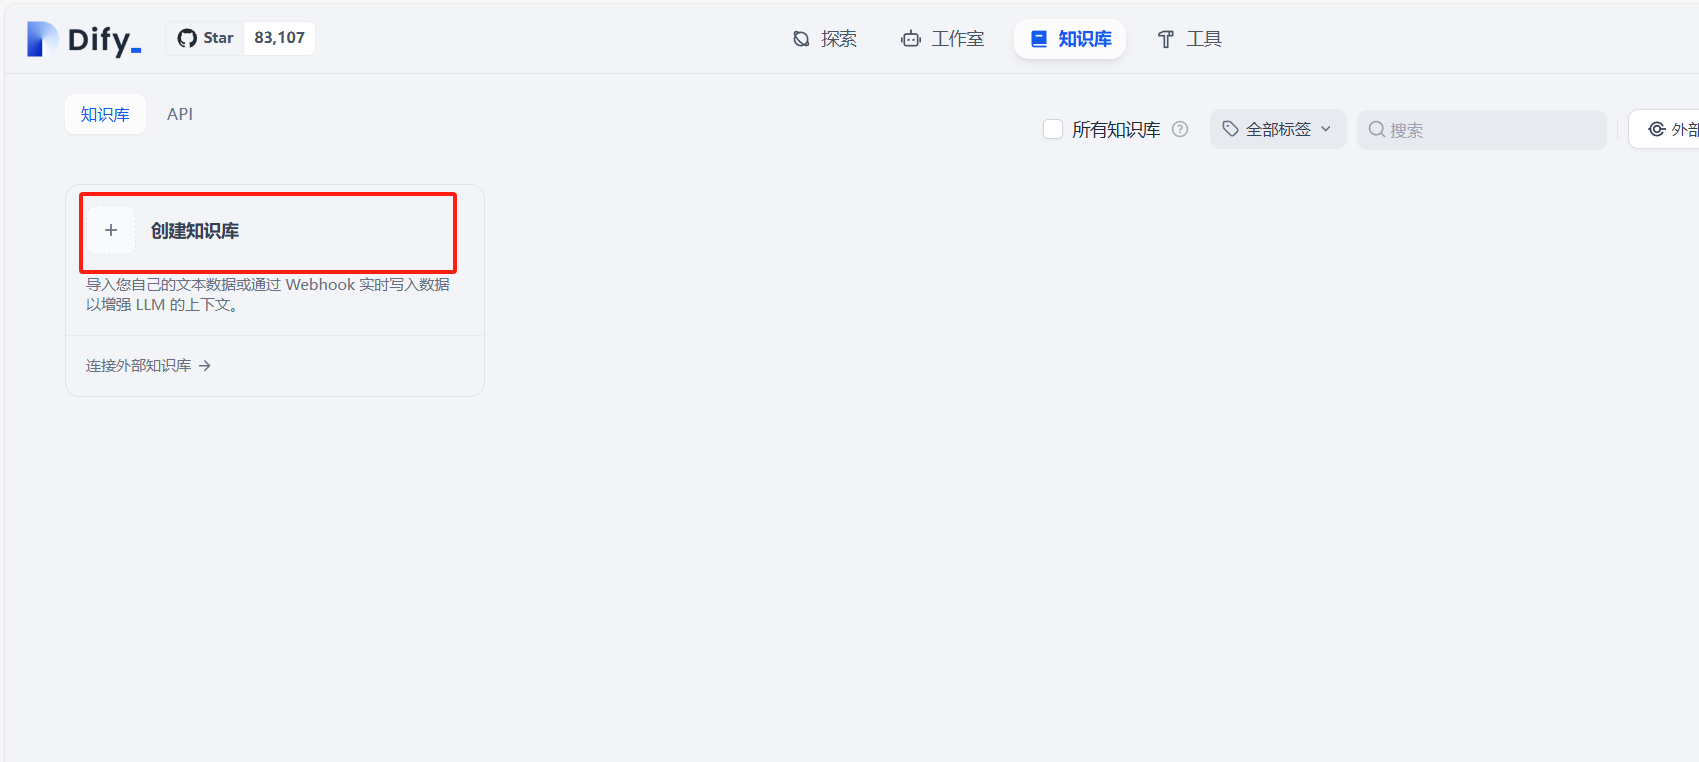 Dify_
Star 83,107
探索
工作室
知识库
工具
知识库
API
所有知识库
全部标签
搜索
外部
创建知识库
导入您自己的文本数据或通过 Webhook 实时写入数据
以增强 LLM 的上下文。
连接外部知识库